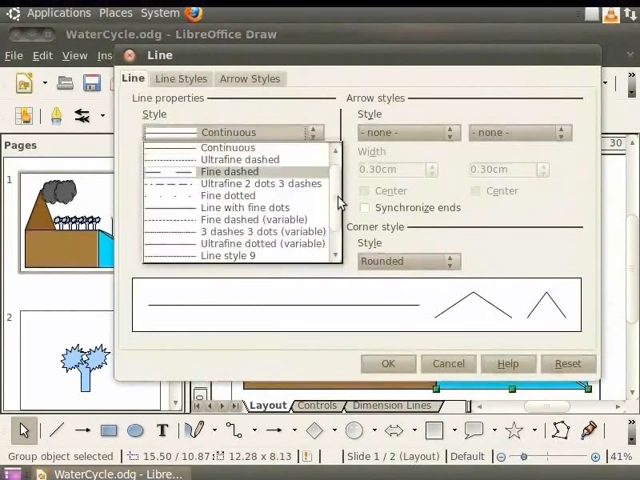 Applications Places System
WaterCycle.odg - LibreOffice Draw
File Edit View Ins
Line
Line Line Styles Arrow Styles
Line properties
Arrow styles
Style
Style
Continuous
- none -
- none -
Continuous
Ultrafine dashed
Fine dashed
Ultrafine 2 dots 3 dashes
Fine dotted
Line with fine dots
Fine dashed (variable)
3 dashes 3 dots (variable)
Ultrafine dotted (variable)
Line style 9
Width
0.30cm
0.30cm
Center
Center
Synchronize ends
Corner style
Style
Rounded
OK Cancel Help Reset
Pages
1
2
30
Layout Controls Dimension Lines
Group object selected 15.50 / 10.87 12.28 x 8.13 Slide 1 / 2 (Layout) Default 41%
WaterCycle.odg - Libre...